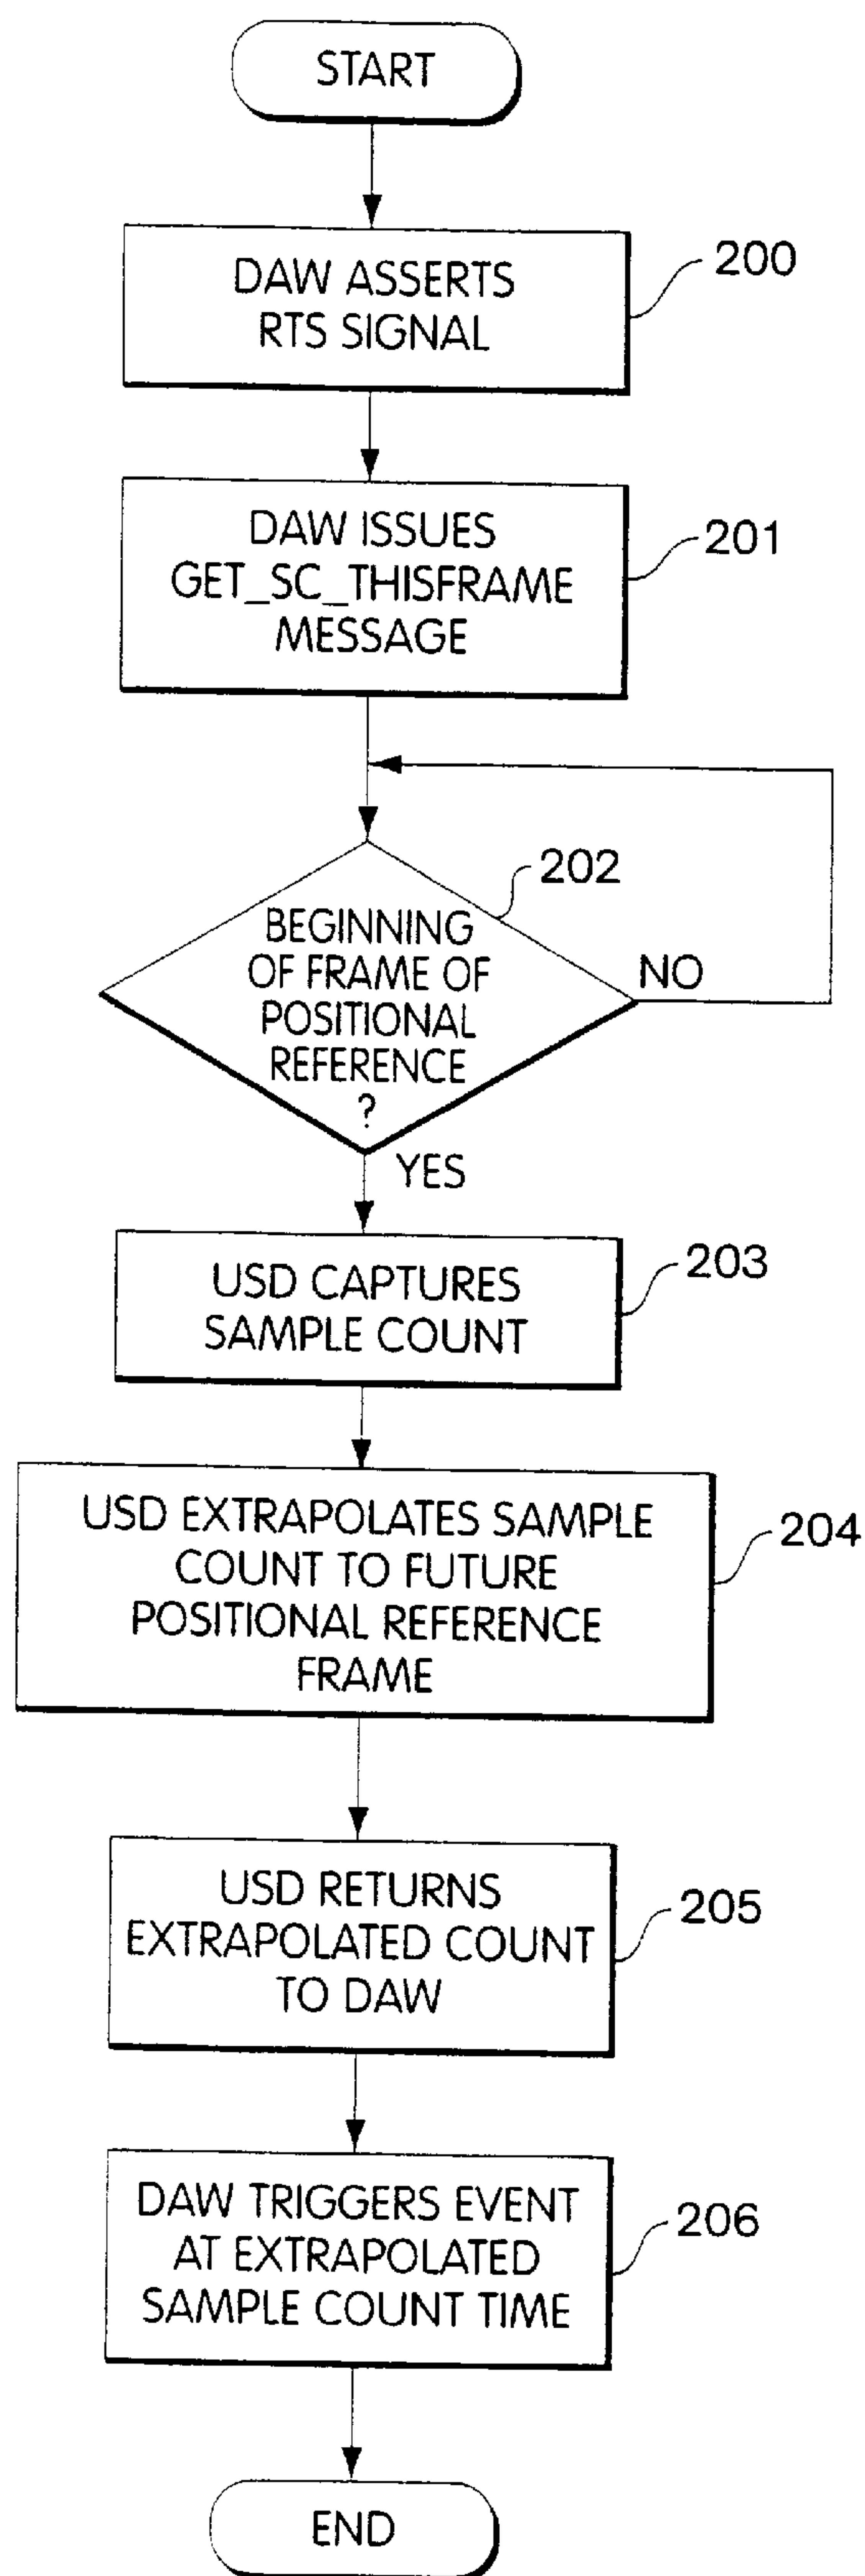 START
DAW ASSERTS
RTS SIGNAL
200
DAW ISSUES
GET_SC_THISFRAME
MESSAGE
201
202
BEGINNING
OF FRAME OF
POSITIONAL
REFERENCE
?
NO
YES
USD CAPTURES
SAMPLE COUNT
203
USD EXTRAPOLATES SAMPLE
COUNT TO FUTURE
POSITIONAL REFERENCE
FRAME
204
USD RETURNS
EXTRAPOLATED COUNT
TO DAW
205
DAW TRIGGERS EVENT
AT EXTRAPOLATED
SAMPLE COUNT TIME
206
END